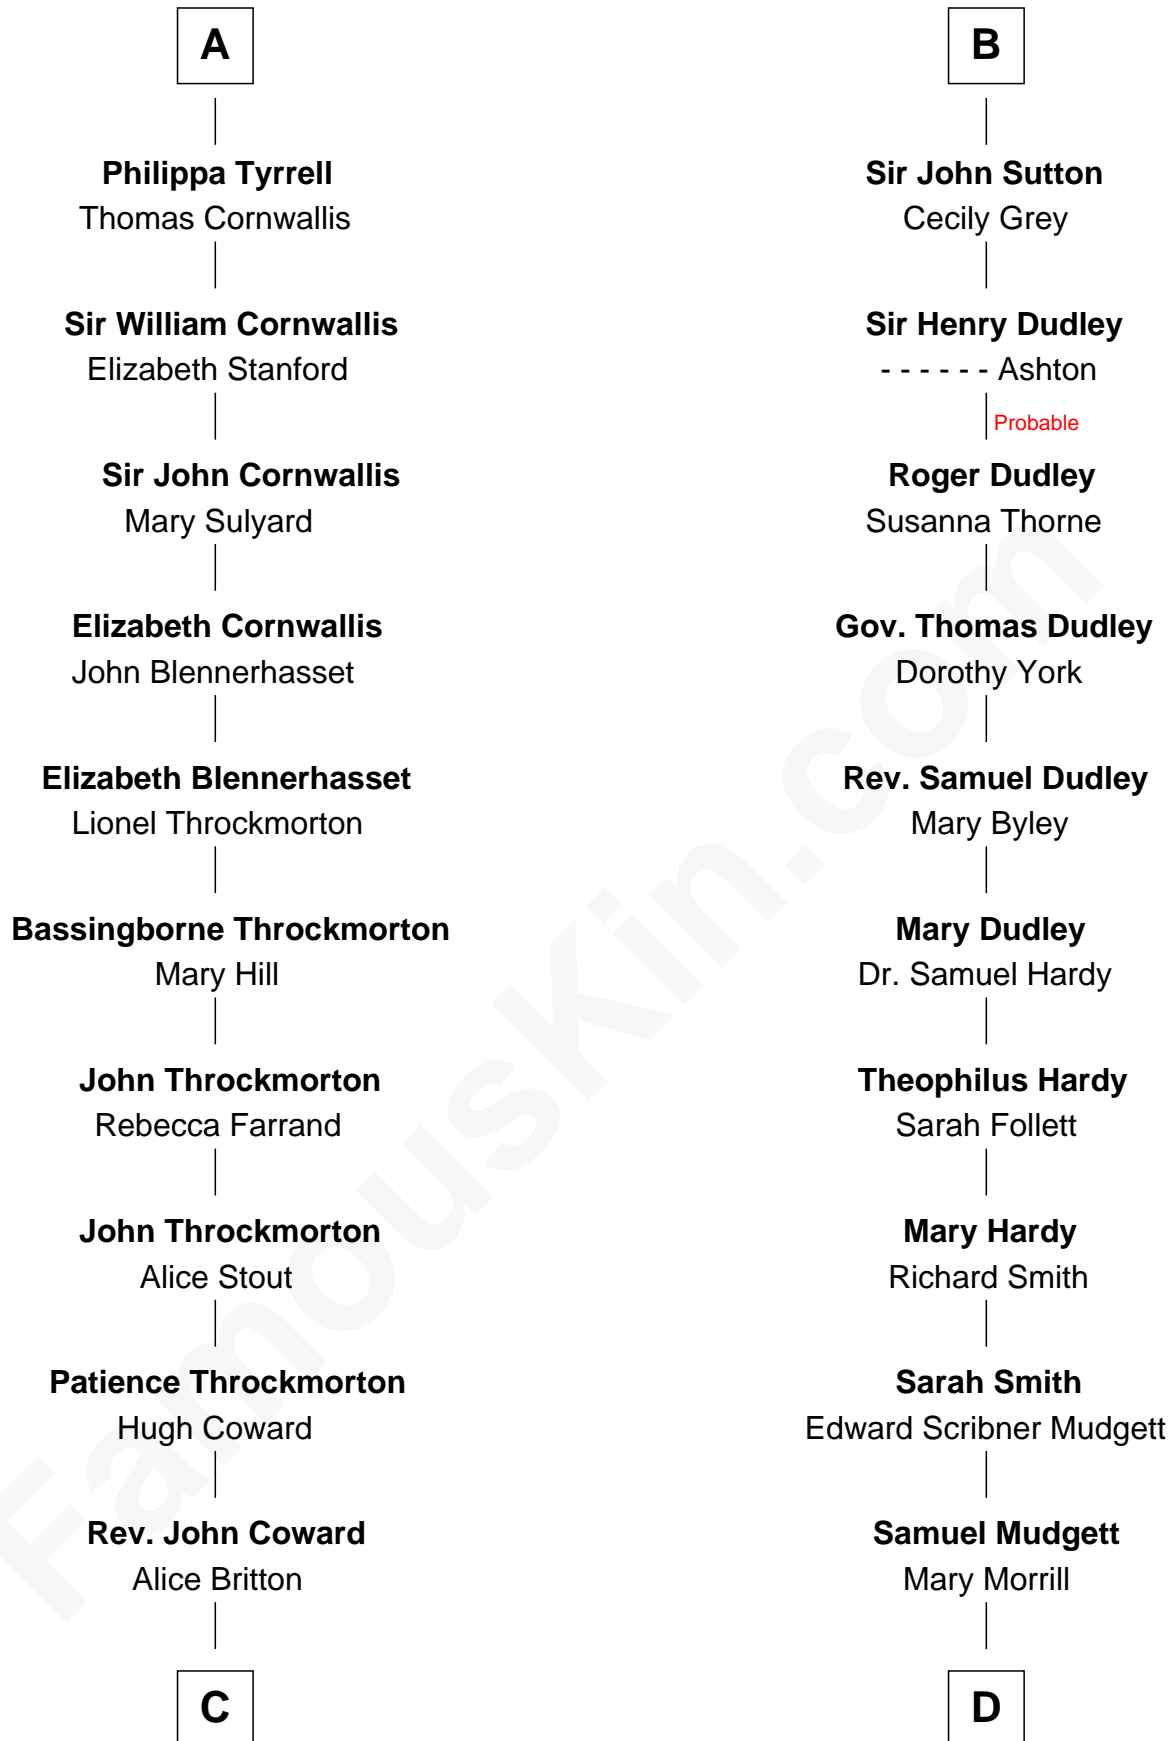 A
Philippa Tyrrell
Thomas Cornwallis
Sir William Cornwallis
Elizabeth Stanford
Sir John Cornwallis
Mary Sulyard
Elizabeth Cornwallis
John Blennerhasset
Elizabeth Blennerhasset
Lionel Throckmorton
Bassingborne Throckmorton
Mary Hill
John Throckmorton
Rebecca Farrand
John Throckmorton
Alice Stout
Patience Throckmorton
Hugh Coward
Rev. John Coward
Alice Britton
C
B
Sir John Sutton
Cecily Grey
Sir Henry Dudley
- - - - - - Ashton
Probable
Roger Dudley
Susanna Thorne
Gov. Thomas Dudley
Dorothy York
Rev. Samuel Dudley
Mary Byley
Mary Dudley
Dr. Samuel Hardy
Theophilus Hardy
Sarah Follett
Mary Hardy
Richard Smith
Sarah Smith
Edward Scribner Mudgett
Samuel Mudgett
Mary Morrill
D
FamousKin.com